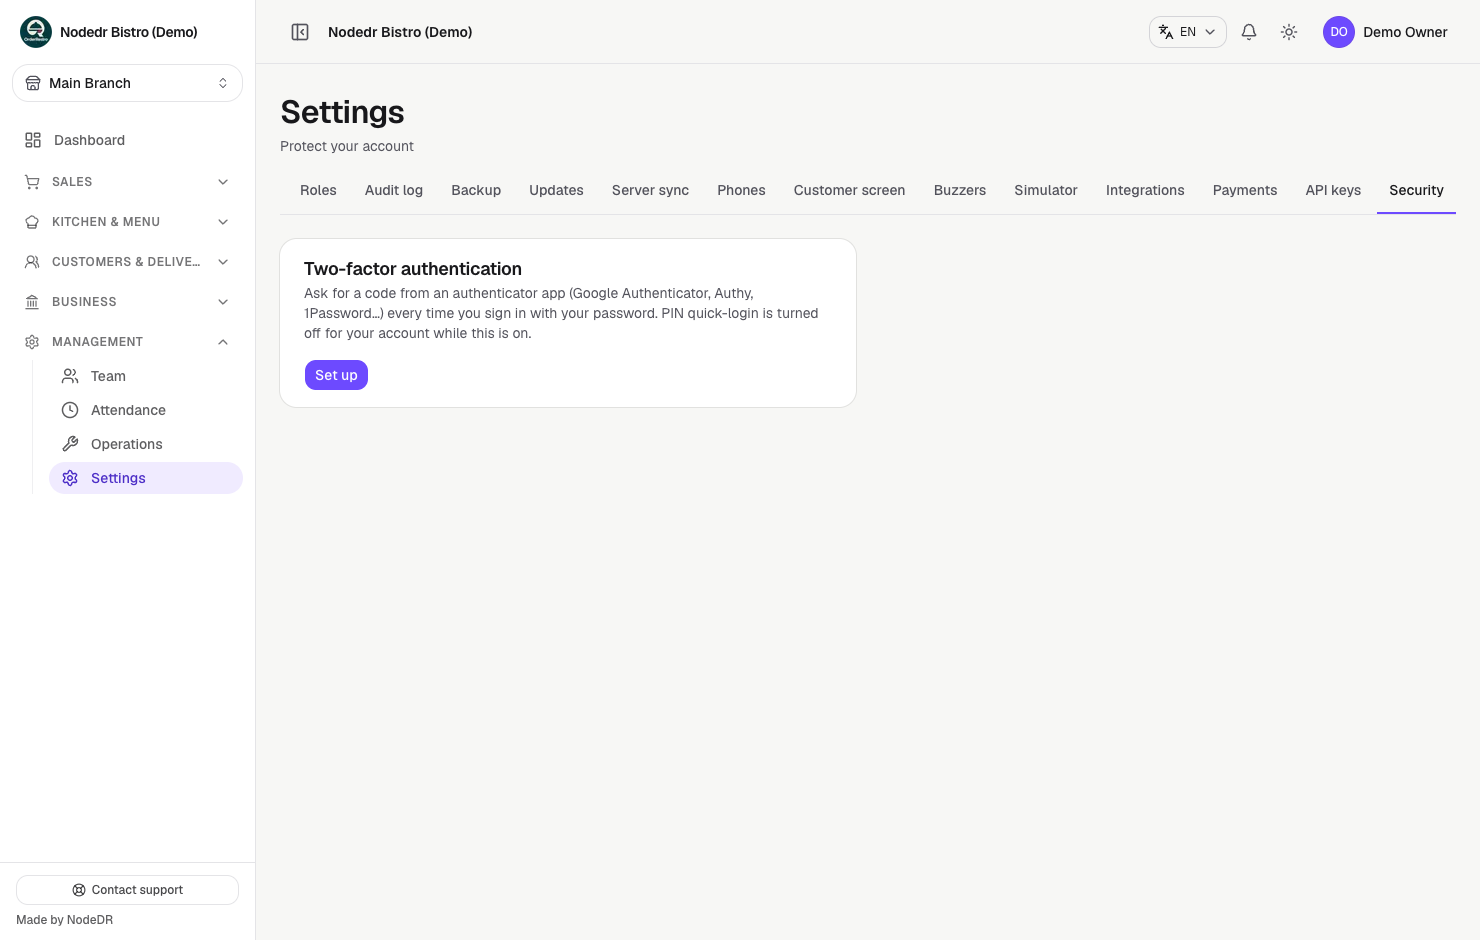 Nodedr Bistro (Demo)
Main Branch
Dashboard
SALES
KITCHEN & MENU
CUSTOMERS & DELIVE...
BUSINESS
MANAGEMENT
Team
Attendance
Operations
Settings
Contact support
Made by NodeDR
Nodedr Bistro (Demo)
EN
DO
Demo Owner
Settings
Protect your account
Roles Audit log Backup Updates Server sync Phones Customer screen Buzzers Simulator Integrations Payments API keys Security
Two-factor authentication
Ask for a code from an authenticator app (Google Authenticator, Authy,
1Password...) every time you sign in with your password. PIN quick-login is turned
off for your account while this is on.
Set up